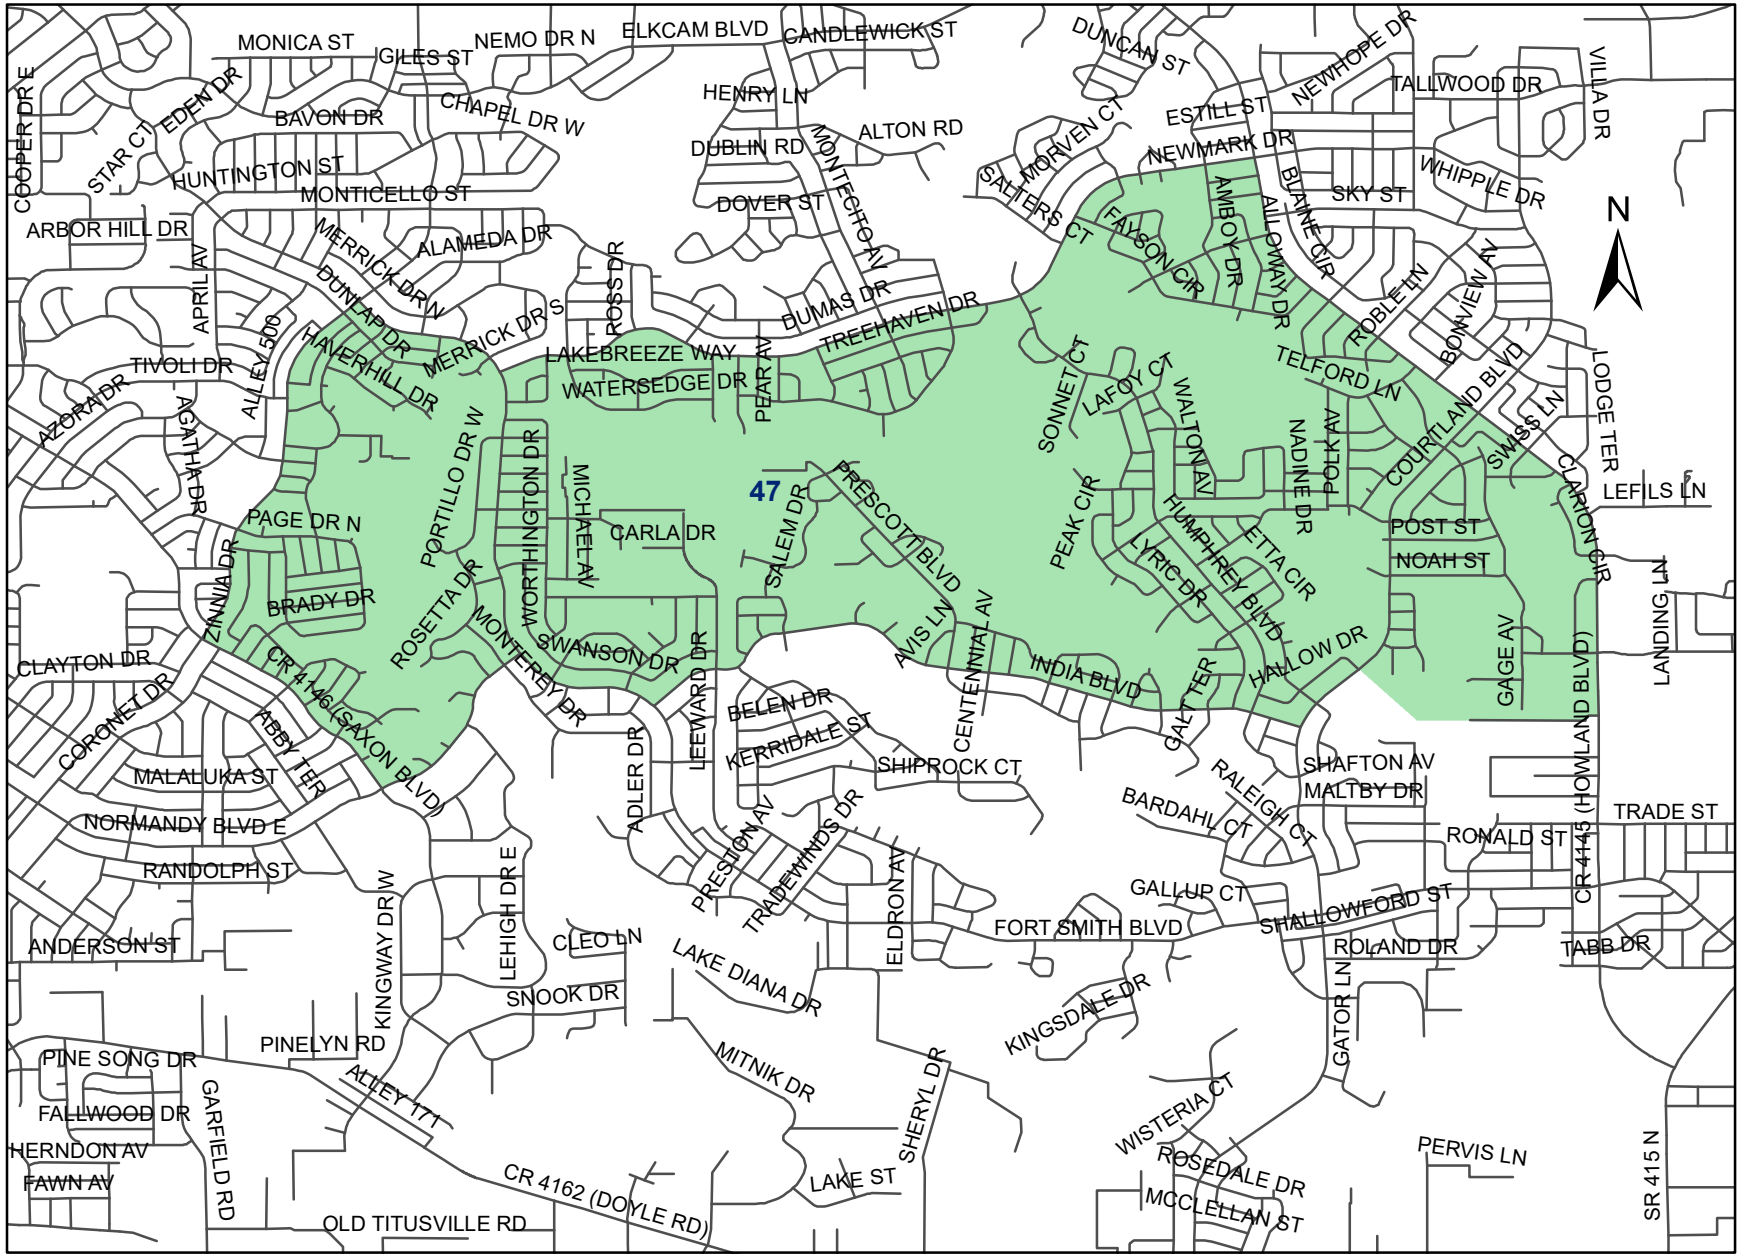 ELKCAM BLVD
CANDLEWICK ST
NEMO DR N
MONICA ST
GILES ST
DUNCAN ST
NEWHOPE DR
TALLWOOD DR
VILLA DR
COOPER DR E
EDEN DR
STAR CT
BAVON DR
CHAPEL DR W
HENRY LN
ALTON RD
DUBLIN RD
MONTECITO AV
MORVEN CT
ESTILL ST
NEWMARK DR
SALTERS CT
HUNTINGTON ST
MONTICELLO ST
DOVER ST
AMBOY DR
BLAINE CIR
SKY ST
WHIPPLE DR
N
ARBOR HILL DR
APRIL AV
MERRICK DR N
ALAMEDA DR
DUNLAP DR
ROSS DR
FAYSON CIR
ALLOWAY DR
ROBLE LN
BONVIEW AV
ALLEY 500
HAVERHILL DR
MERRICK DR S
DUMAS DR
TREEHAVEN DR
LAKEBREEZE WAY
WATERSEDGE DR
PEAR AV
TIVOLI DR
AZORA DR
AGATHA DR
SONNET CT
LAFOY CT
WALTON AV
TELFORD LN
COURTLAND BLVD
SWISS LN
LODGE TER
NADINE DR
POLK AV
PORTILLO DR W
WORTHINGTON DR
MICHAEL AV
CARLA DR
47
SALEM DR
PRESCOTT BLVD
PEAK CIR
LYRIC DR
HUMPHREY BLVD
ETTA CIR
POST ST
NOAH ST
CLARION CIR
LEFILS LN
LANDING LN
PAGE DR N
ZINNIA DR
BRADY DR
ROSETTA DR
MONTEREY DR
SWANSON DR
LEEWARD DR
AVIS LN
CENTENNIAL AV
INDIA BLVD
GALT TER
HALLOW DR
GAGE AV
CR 4145 (HOWLAND BLVD)
CLAYTON DR
CORONET DR
CR 4146 (SAXON BLVD)
ABBY TER
BELEN DR
KERRIDALE ST
SHIPROCK CT
ADLER DR
MALALUKA ST
NORMANDY BLVD E
RANDOLPH ST
SHAFTON AV
MALTBY DR
RALEIGH CT
BARDAHL CT
RONALD ST
TRADE ST
PRESTON AV
TRADEWINDS DR
ELDRON AV
GALLUP CT
FORT SMITH BLVD
SHALLOWFORD ST
ROLAND DR
TABB DR
ANDERSON ST
KINGWAY DR W
LEHIGH DR E
CLEO LN
SNOOK DR
LAKE DIANA DR
KINGSDALE DR
GATOR LN
PINE SONG DR
PINELYN RD
ALLEY 171
MITNIK DR
SHERYL DR
WISTERIA CT
FALLWOOD DR
GARFIELD RD
HERNDON AV
FAWN AV
OLD TITUSVILLE RD
CR 4162 (DOYLE RD)
LAKE ST
ROSEDALE DR
MCCLELLAN ST
PERVIS LN
SR 415 N